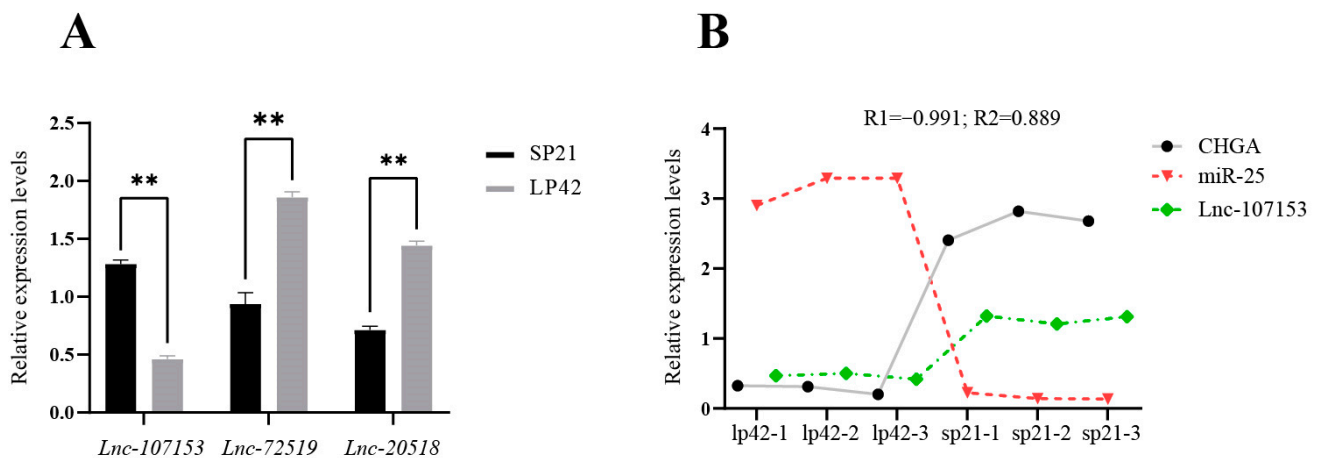 A
Relative expression levels
2.5
2.0
1.5
1.0
0.5
0.0
**
**
**
SP21
LP42
Lnc-107153 Lnc-72519 Lnc-20518
B
R1=−0.991; R2=0.889
Relative expression levels
4
3
2
1
0
CHGA
miR-25
Lnc-107153
lp42-1 lp42-2 lp42-3 sp21-1 sp21-2 sp21-3